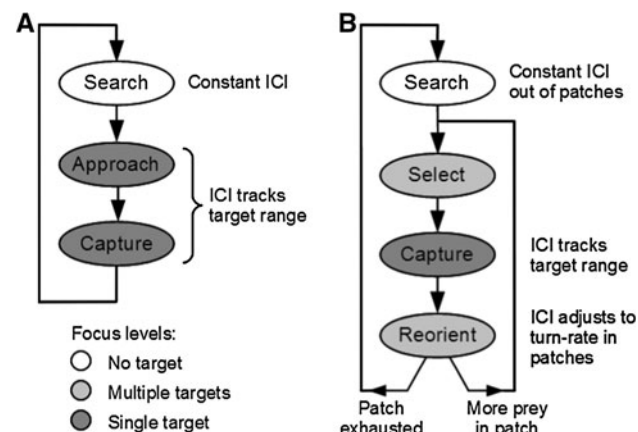 A
Search
Constant ICI
Approach
Capture
ICI tracks
target range
Focus levels:
No target
Multiple targets
Single target
B
Search
Constant ICI
out of patches
Select
Capture
ICI tracks
target range
Reorient
ICI adjusts to
turn-rate in
patches
Patch
exhausted
More prey
in patch